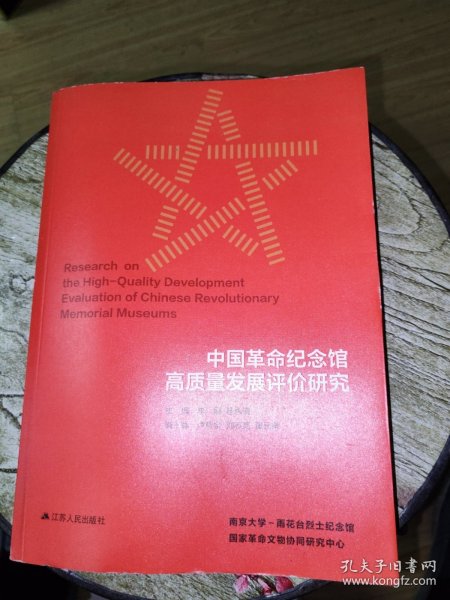 Research on
the High-Quality Development
Evaluation of Chinese Revolutionary
Memorial Museums
中国革命纪念馆
高质量发展评价研究
江苏人民出版社
南京大学-雨花台烈士纪念馆
国家革命文物协同研究中心
孔夫子旧书网
www.kongfz.com